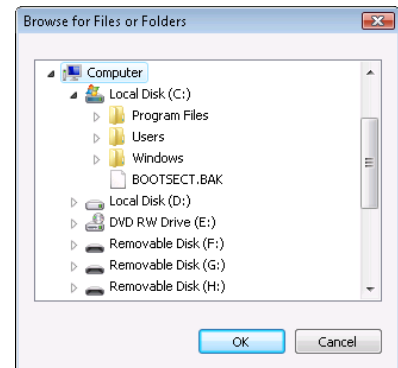 Browse for Files or Folders
Computer
Local Disk (C:)
Program Files
Users
Windows
BOOTSECT.BAK
Local Disk (D:)
DVD RW Drive (E:)
Removable Disk (F:)
Removable Disk (G:)
Removable Disk (H:)
OK Cancel